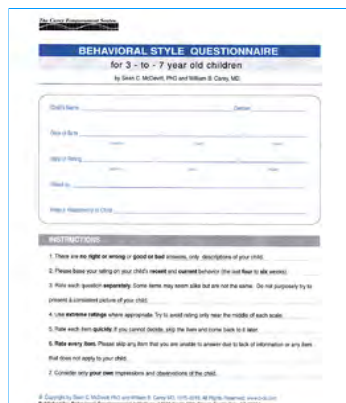 The Carey Temperament Scales
BEHAVIORAL STYLE QUESTIONNAIRE
for 3 - to - 7 year old children
by Sean C. McDevitt, PhD and William B. Carey, MD.
Child's Name
Gender
Date of Birth
Date of Rating
Rater's Relationship to Child
INSTRUCTIONS
1. There are no right or wrong or good or bad answers, only descriptions of your child.
2. Please base your rating on your child's recent and current behavior (the last four to six weeks).
3. Rate each question separately. Some items may seem alike but are not the same. Do not purposely try to
present a consistent picture of your child.
4. Use extreme ratings where appropriate. Try to avoid rating only near the middle of each scale.
5. Rate each item quickly. If you cannot decide, skip the item and come back to it later.
6. Rate every item. Please skip any item that you are unable to answer due to lack of information or any item
that does not apply to your child.
7. Consider only your own impressions and observations of the child.
© Copyright by Sean C. McDevitt, PhD and William B. Carey MD, All Rights Reserved.